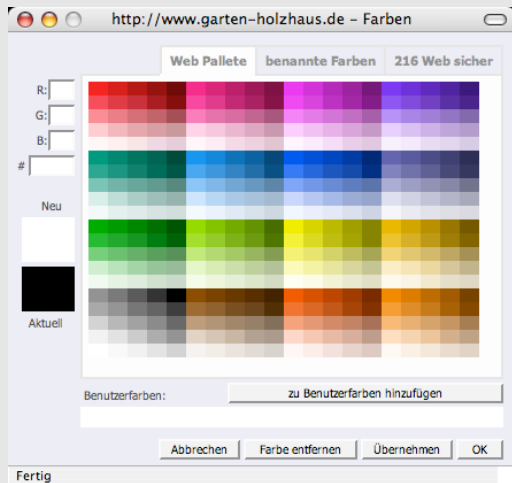 http://www.garten-holzhaus.de – Farben
Web Pallete benannte Farben 216 Web sicher
R:
G:
B:
#
Neu
Aktuell
Benutzerfarben: zu Benutzerfarben hinzufügen
Abbrechen Farbe entfernen Übernehmen OK
Fertig